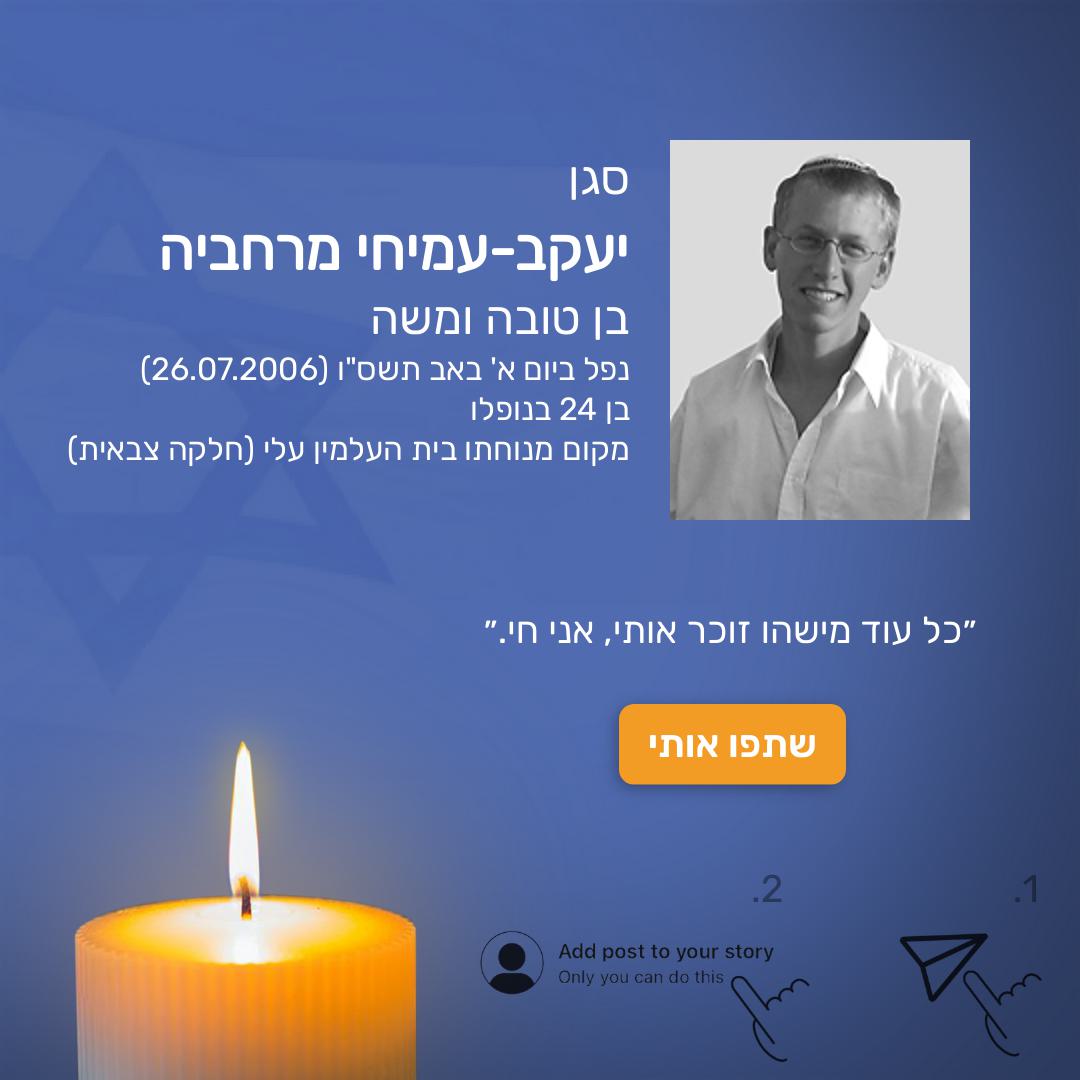 סגן
יעקב-עמיחי מרחביה
בן טובה ומשה
נפל ביום א' באב תשס"ו (26.07.2006)
בן 24 בנופלו
מקום מנוחתו בית העלמין עלי (חלקה צבאית)
״כל עוד מישהו זוכר אותי, אני חי.״
שתפו אותי
.1
.2
Add post to your story
Only you can do this